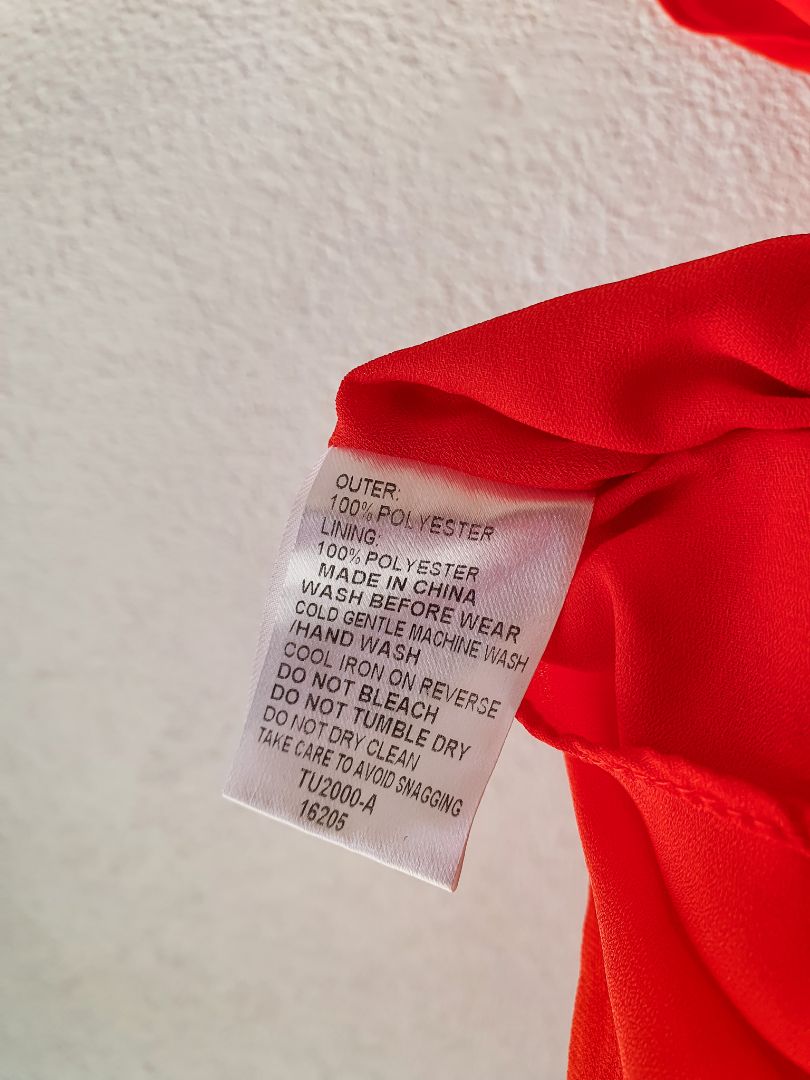 OUTER:
100% POLYESTER
LINING:
100% POLYESTER
MADE IN CHINA
WASH BEFORE WEAR
COLD GENTLE MACHINE WASH
/HAND WASH
COOL IRON ON REVERSE
DO NOT BLEACH
DO NOT TUMBLE DRY
DO NOT DRY CLEAN
TAKE CARE TO AVOID SNAGGING
TU2000-A
16205